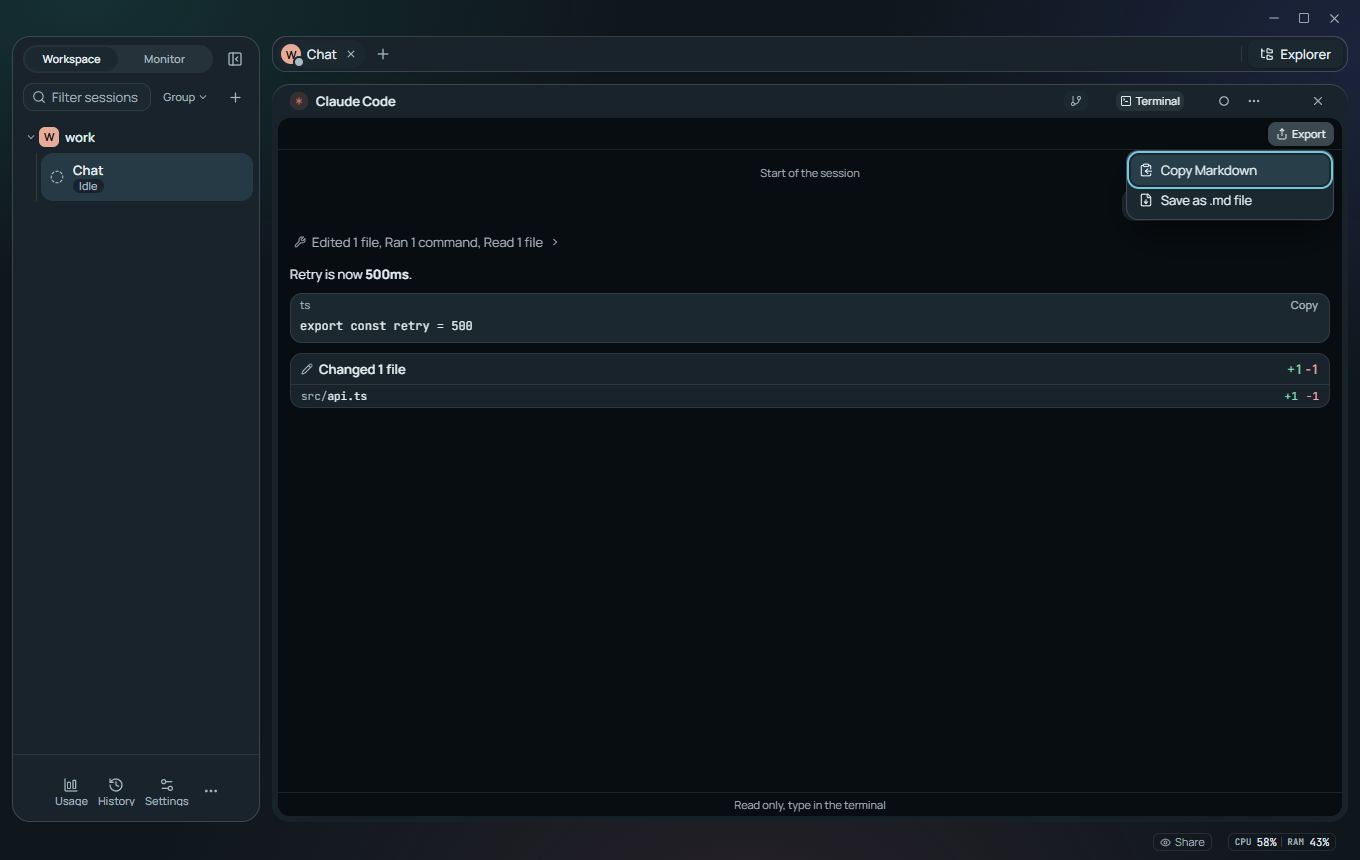 Workspace
Monitor
Filter sessions
Group
W work
Chat
Idle
Usage
History
Settings
W Chat
Explorer
Claude Code
Terminal
Export
Copy Markdown
Save as .md file
Start of the session
Edited 1 file, Ran 1 command, Read 1 file
Retry is now 500ms.
ts
Copy
export const retry = 500
Changed 1 file
+1 -1
src/api.ts
+1 -1
Read only, type in the terminal
Share
CPU 58% RAM 43%